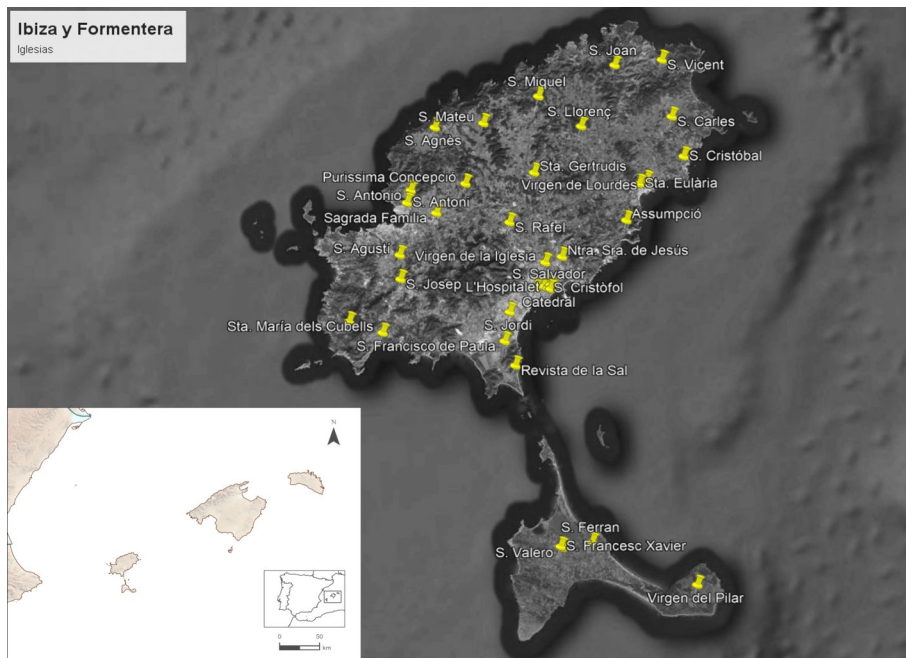 Ibiza y Formentera
Iglesias
S. Joan
S. Vicent
S. Miquel
S. Llorenç
S. Mateu
S. Carles
S. Agnès
S. Cristóbal
Sta. Gertrudis
Purissima Concepció
Virgen de Lourdes
Sta. Eulària
S. Antonio
S. Antoni
Sagrada Familia
Assumpció
S. Rafel
S. Agustí
Virgen de la Iglesia
Ntra. Sra. de Jesús
S. Salvador
S. Josep
L'Hospitalet
S. Cristòfol
Catedral
Sta. María dels Cubells
S. Jordi
S. Francisco de Paula
Revista de la Sal
N
S. Ferran
S. Valero
S. Francesc Xavier
Virgen del Pilar
0 50
km